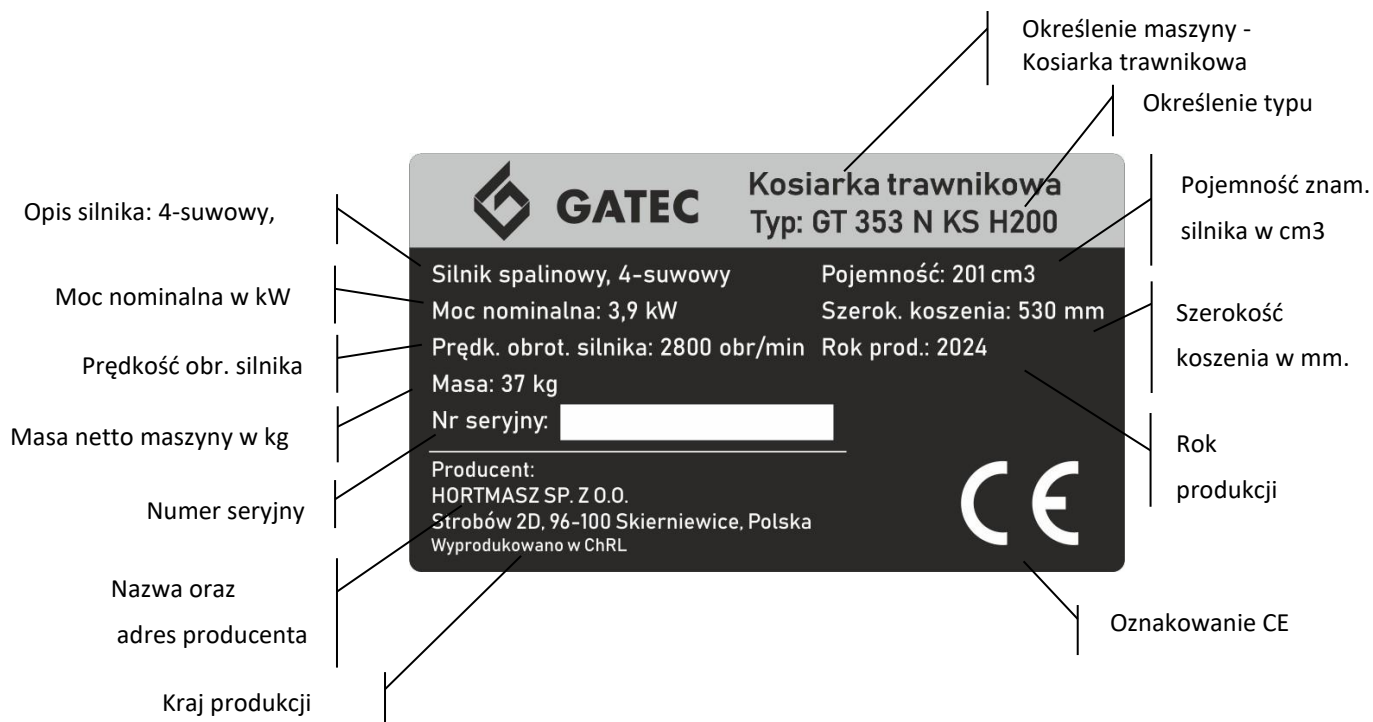 Określenie maszyny -
Kosiarka trawnikowa
Określenie typu
Pojemność znam.
silnika w cm3
Szerokość
koszenia w mm.
Rok
produkcji
Oznakowanie CE
Opis silnika: 4-suwowy,
Moc nominalna w kW
Prędkość obr. silnika
Masa netto maszyny w kg
Numer seryjny
Nazwa oraz
adres producenta
Kraj produkcji
GATEC
Kosiarka trawnikowa
Typ: GT 353 N KS H200
Silnik spalinowy, 4-suwowy
Pojemność: 201 cm3
Moc nominalna: 3,9 kW
Szerok. koszenia: 530 mm
Prędk. obrot. silnika: 2800 obr/min
Rok prod.: 2024
Masa: 37 kg
Nr seryjny:
Producent:
HORTMASZ SP. Z O.O.
Strobów 2D, 96-100 Skierniewice, Polska
Wyprodukowano w ChRL
CE